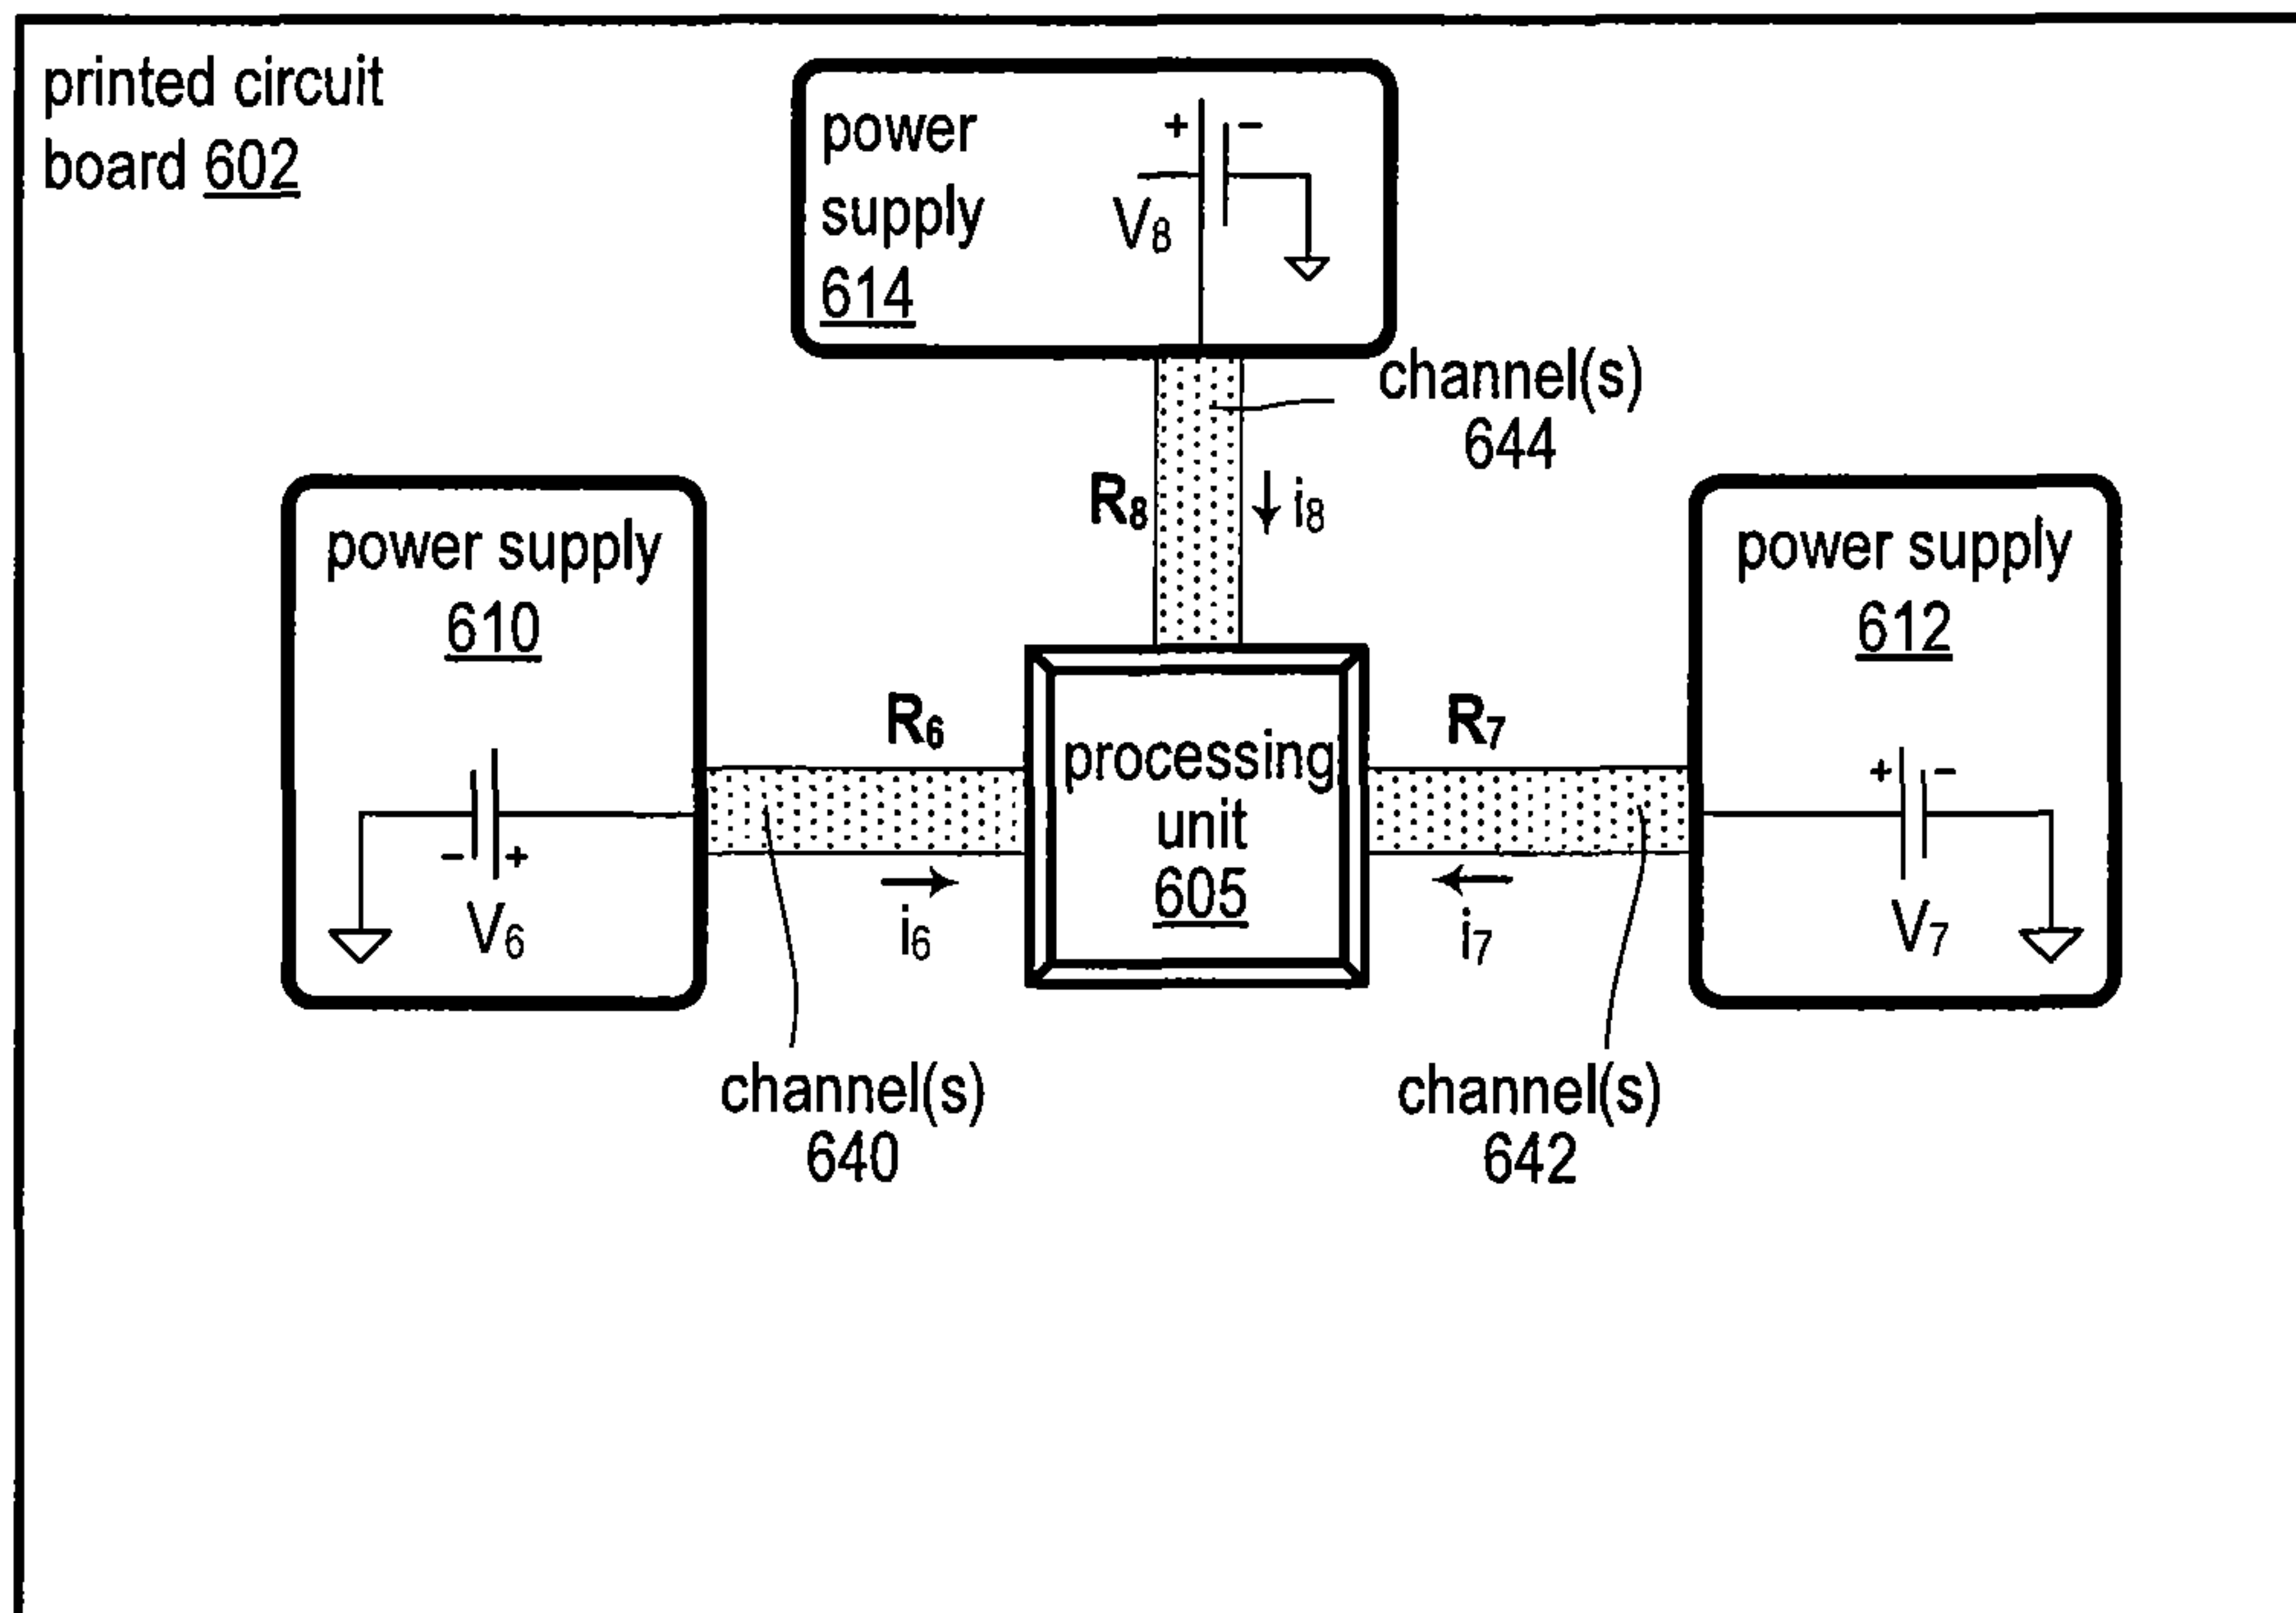 printed circuit
board 602
power
supply
614
+ -
V8
channel(s)
644
R8
i8
power supply
610
power supply
612
R6
R7
processing
unit
605
+ -
- +
V6
V7
i6
i7
channel(s)
640
channel(s)
642